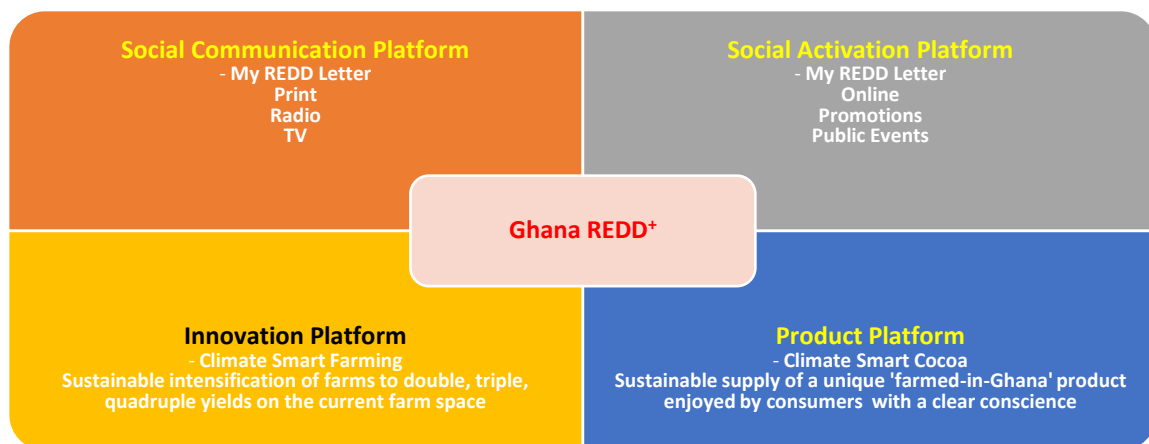 Social Communication Platform
- My REDD Letter
Print
Radio
TV
Social Activation Platform
- My REDD Letter
Online
Promotions
Public Events
Ghana REDD⁺
Innovation Platform
- Climate Smart Farming
Sustainable intensification of farms to double, triple,
quadruple yields on the current farm space
Product Platform
- Climate Smart Cocoa
Sustainable supply of a unique 'farmed-in-Ghana' product
enjoyed by consumers with a clear conscience